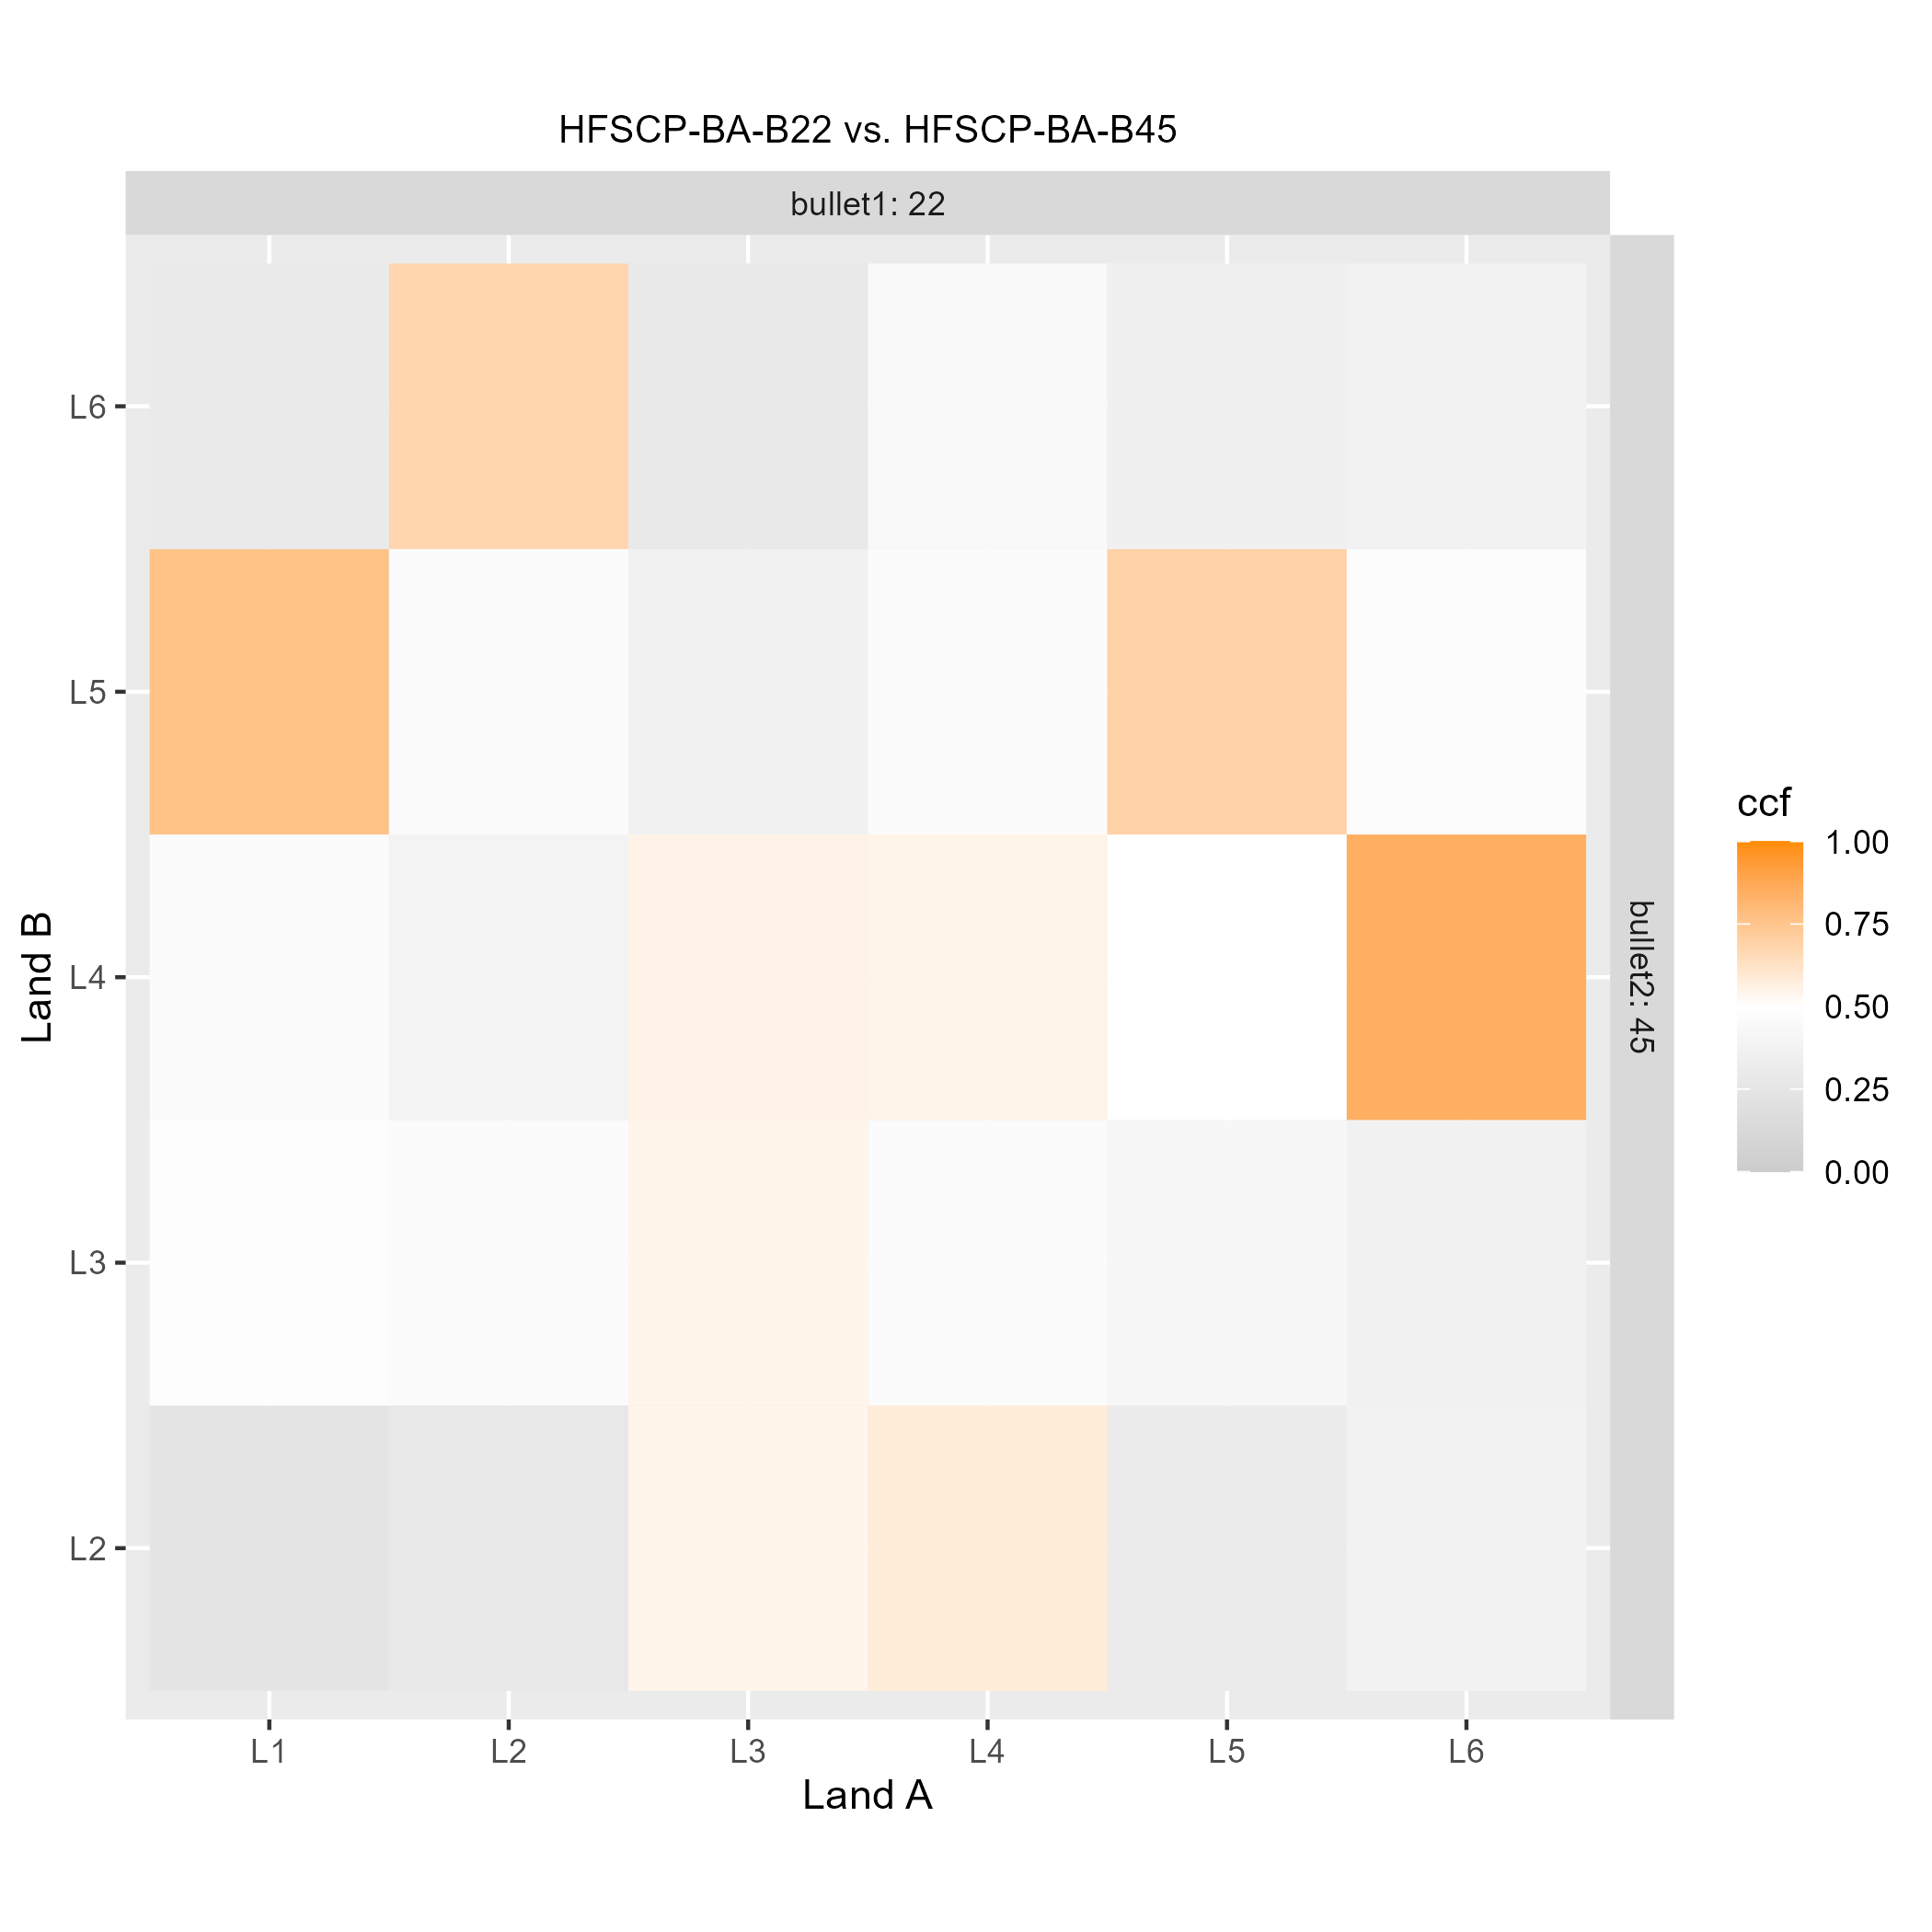 HFSCP-BA-B22 vs. HFSCP-BA-B45
bullet1: 22
L6
L5
L4
L3
L2
Land B
L1 L2 L3 L4 L5 L6
Land A
bullet2: 45
ccf
1.00
0.75
0.50
0.25
0.00